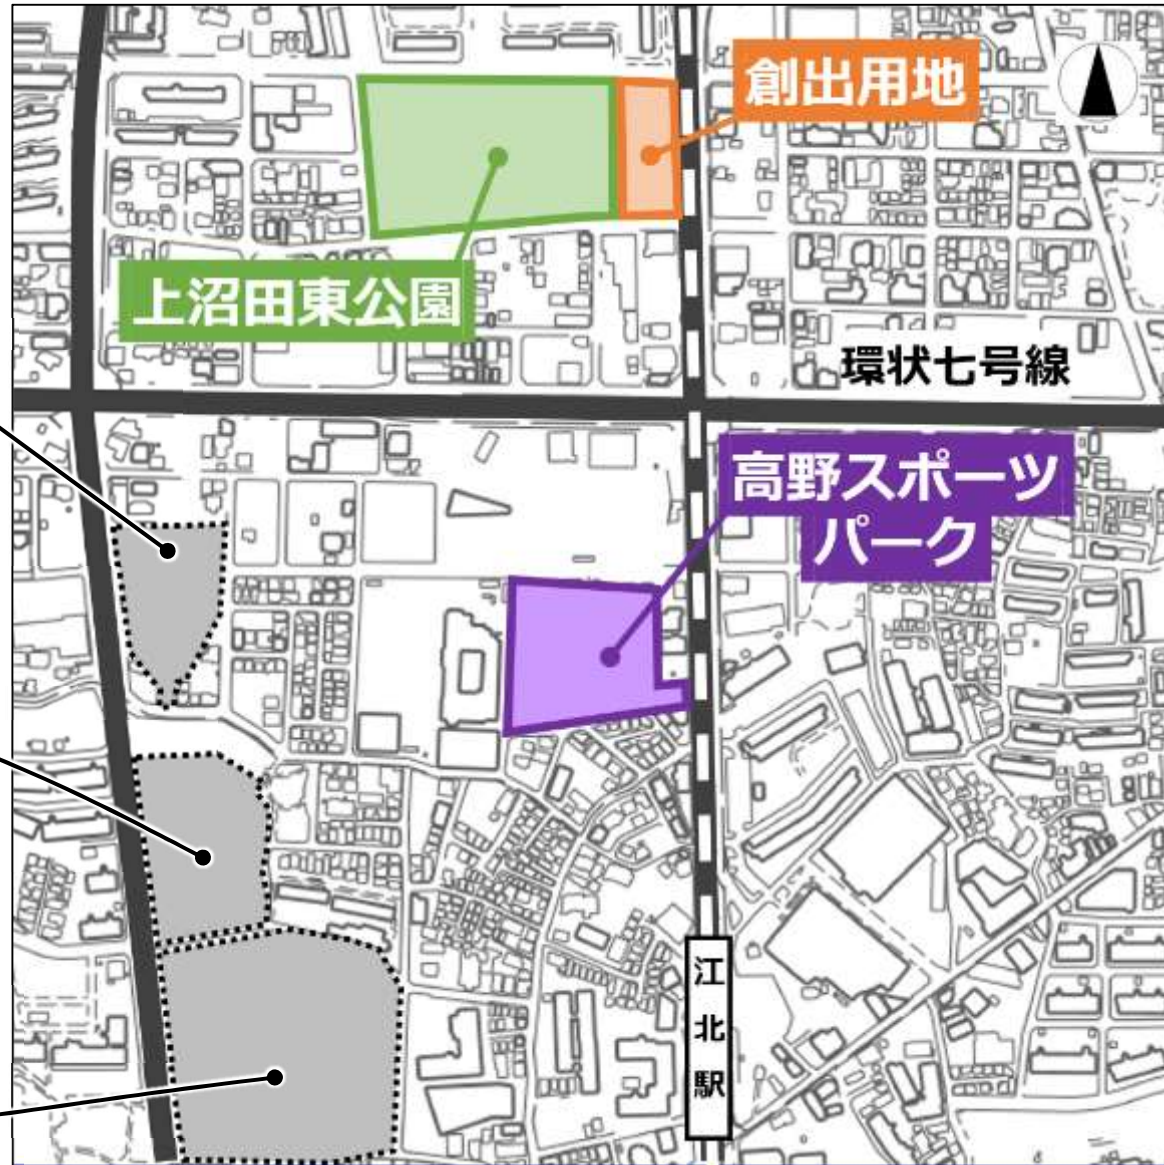 創出用地
上沼田東公園
環状七号線
高野スポーツ
パーク
江北駅